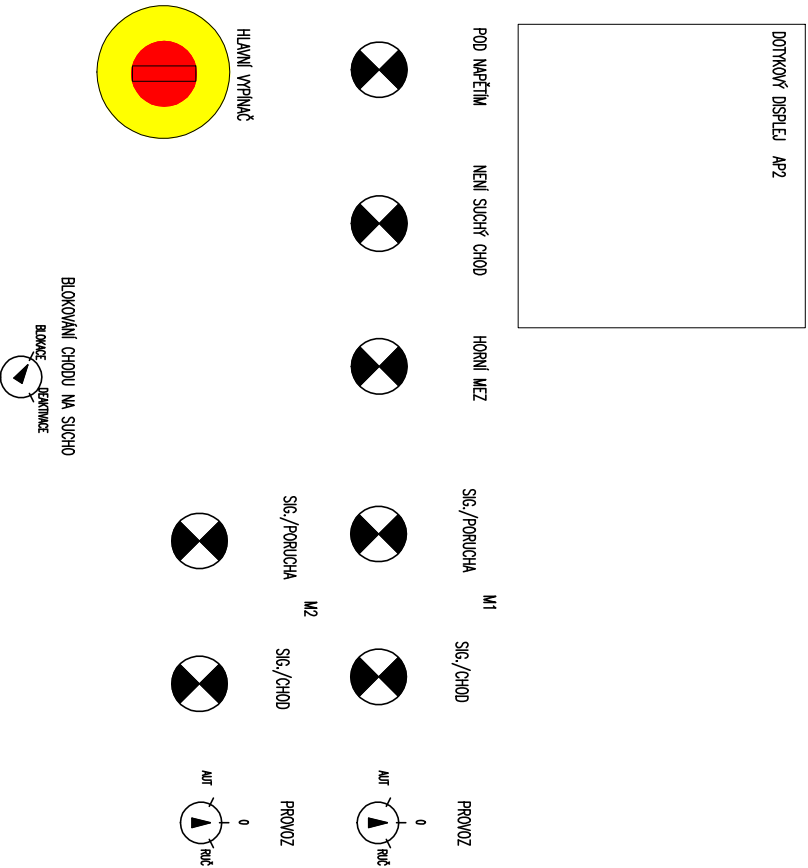 DOTYKOVÝ DISPLEJ AP2
POD NAPĚTÍM
NENÍ SUCHÝ CHOD
HORNÍ MEZ
M1
SIG./PORUCHA
SIG./CHOD
PROVOZ
0
AUT
RUČ
M2
SIG./PORUCHA
SIG./CHOD
PROVOZ
0
AUT
RUČ
HLAVNÍ VYPÍNAČ
BLOKOVÁNÍ CHODU NA SUCHO
BLOKACE
DEAKTIVACE